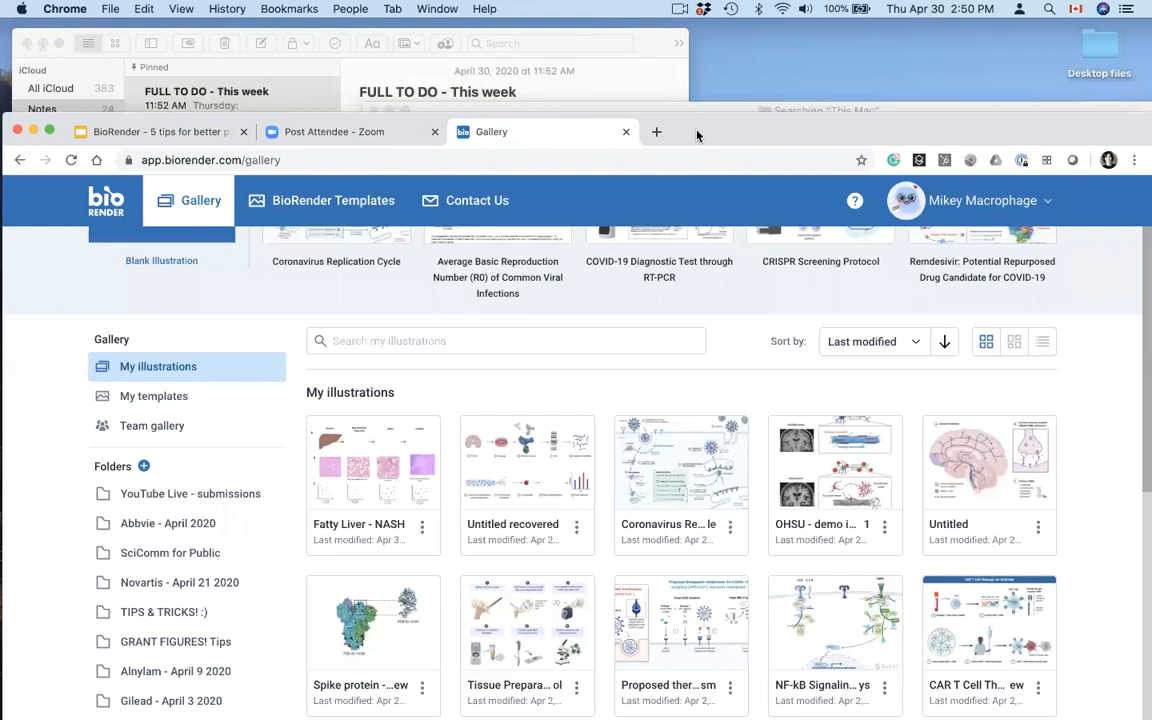 Chrome File Edit View History Bookmarks People Tab Window Help 100% Thu Apr 30 2:50 PM
Search
Desktop files
iCloud
Pinned
April 30, 2020 at 11:52 AM
All iCloud 383
FULL TO DO - This week
FULL TO DO - This week
Notes 24
11:52 AM Thursday:
Searching "This Mac"
BioRender - 5 tips for better p
Post Attendee - Zoom
bio Gallery
app.biorender.com/gallery
bio RENDER
Gallery
BioRender Templates
Contact Us
?
Mikey Macrophage
Blank Illustration
Coronavirus Replication Cycle
Average Basic Reproduction Number (R0) of Common Viral Infections
COVID-19 Diagnostic Test through RT-PCR
CRISPR Screening Protocol
Remdesivir: Potential Repurposed Drug Candidate for COVID-19
Gallery
Search my illustrations
Sort by:
Last modified
My illustrations
My templates
Team gallery
My illustrations
Folders
YouTube Live - submissions
Abbvie - April 2020
SciComm for Public
Novartis - April 21 2020
TIPS & TRICKS! :)
GRANT FIGURES! Tips
Alnylam - April 9 2020
Gilead - April 3 2020
Fatty Liver - NASH
Last modified: Apr 3...
Untitled recovered
Last modified: Apr 2...
Coronavirus Re... le
Last modified: Apr 2...
OHSU - demo i... 1
Last modified: Apr 2...
Untitled
Last modified: Apr 2...
Spike protein -...ew
Last modified: Apr 2...
Tissue Prepara... ol
Last modified: Apr 2...
Proposed ther...sm
Last modified: Apr 2...
NF-kB Signalin... ys
Last modified: Apr 2...
CAR T Cell Th... ew
Last modified: Apr 2...